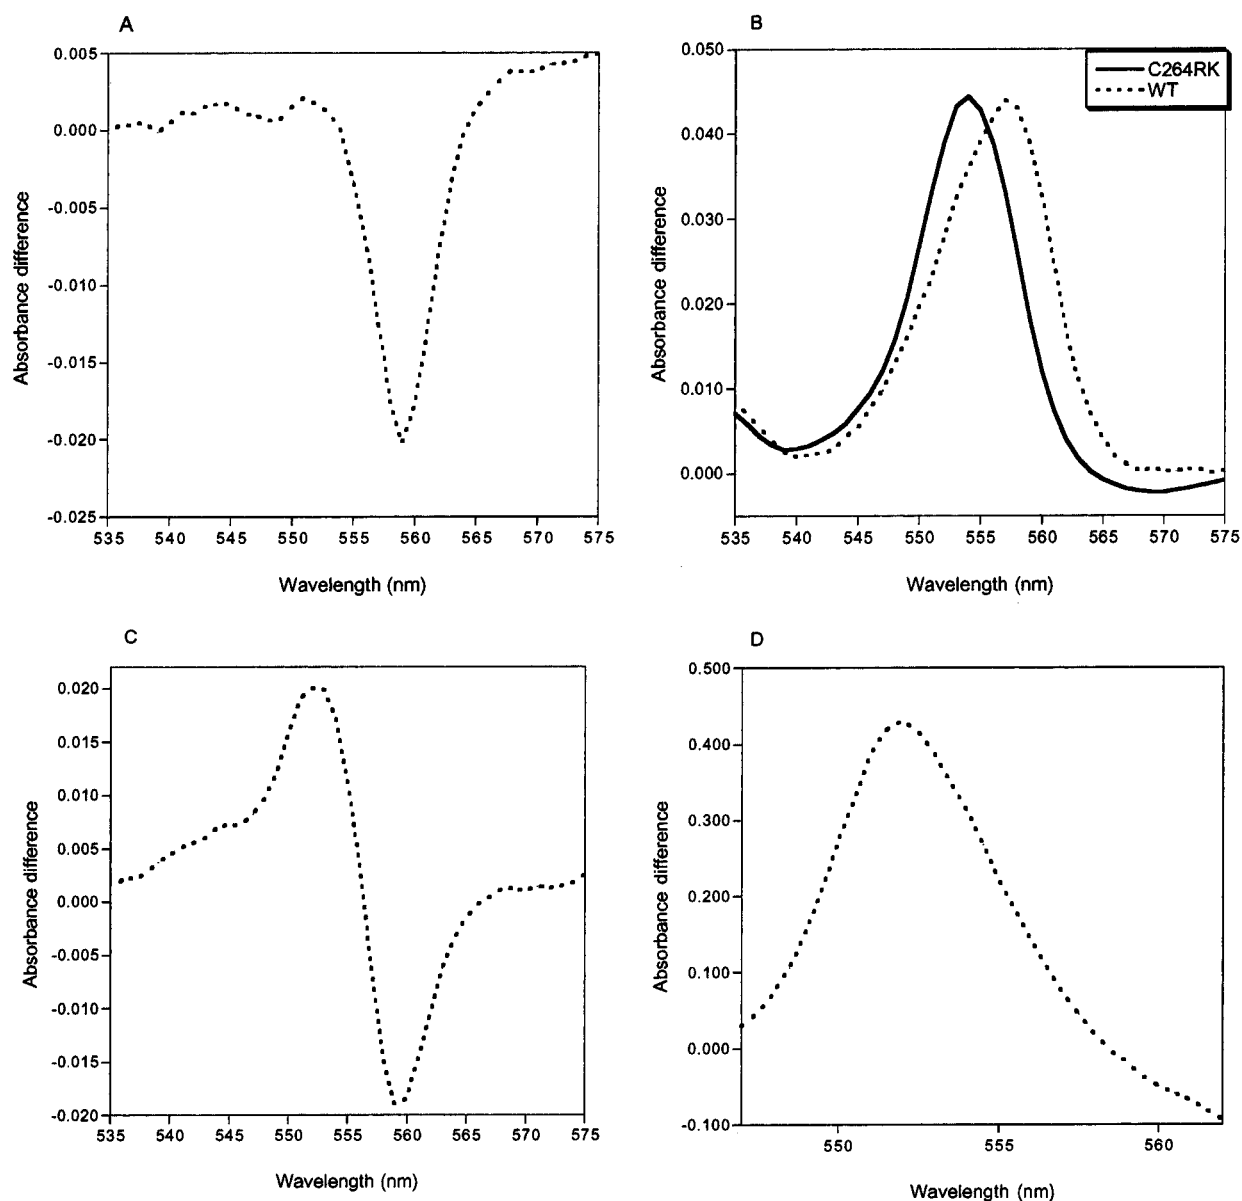 A
0.005
0.000
-0.005
-0.010
-0.015
-0.020
-0.025
Absorbance difference
535 540 545 550 555 560 565 570 575
Wavelength (nm)
B
0.050
0.040
0.030
0.020
0.010
0.000
Absorbance difference
C264RK
WT
535 540 545 550 555 560 565 570 575
Wavelength (nm)
C
0.020
0.015
0.010
0.005
0.000
-0.005
-0.010
-0.015
-0.020
Absorbance difference
535 540 545 550 555 560 565 570 575
Wavelength (nm)
D
0.500
0.400
0.300
0.200
0.100
0.000
-0.100
Absorbance difference
550 555 560
Wavelength (nm)